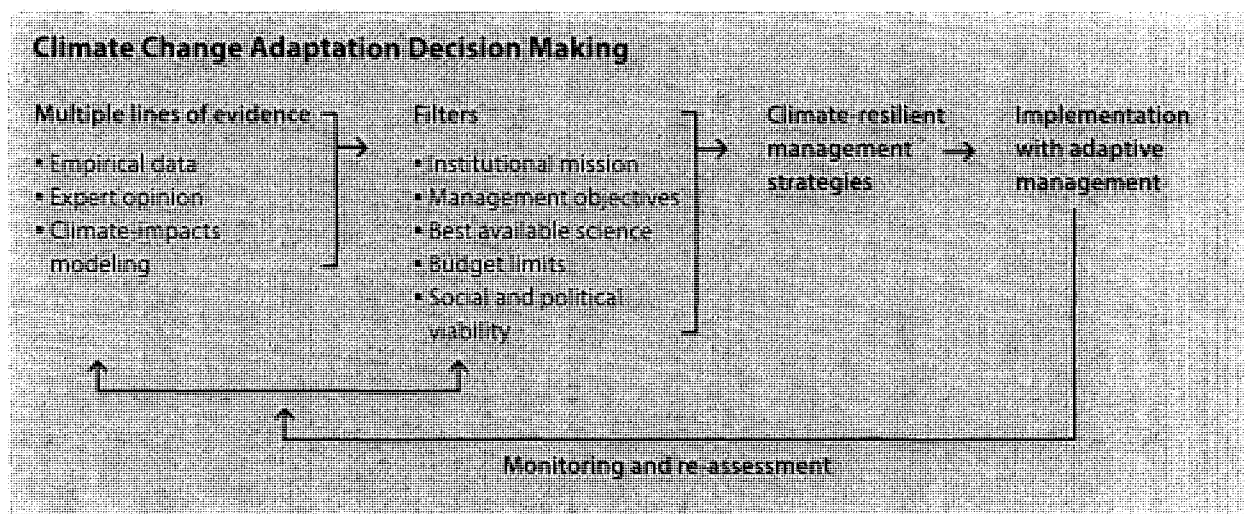 Climate Change Adaptation Decision Making
Multiple lines of evidence
▪ Empirical data
▪ Expert opinion
▪ Climate-impacts
modeling
Filters
▪ Institutional mission
▪ Management objectives
▪ Best available science
▪ Budget limits
▪ Social and political
viability
Climate-resilient
management
strategies
Implementation
with adaptive
management
Monitoring and re-assessment